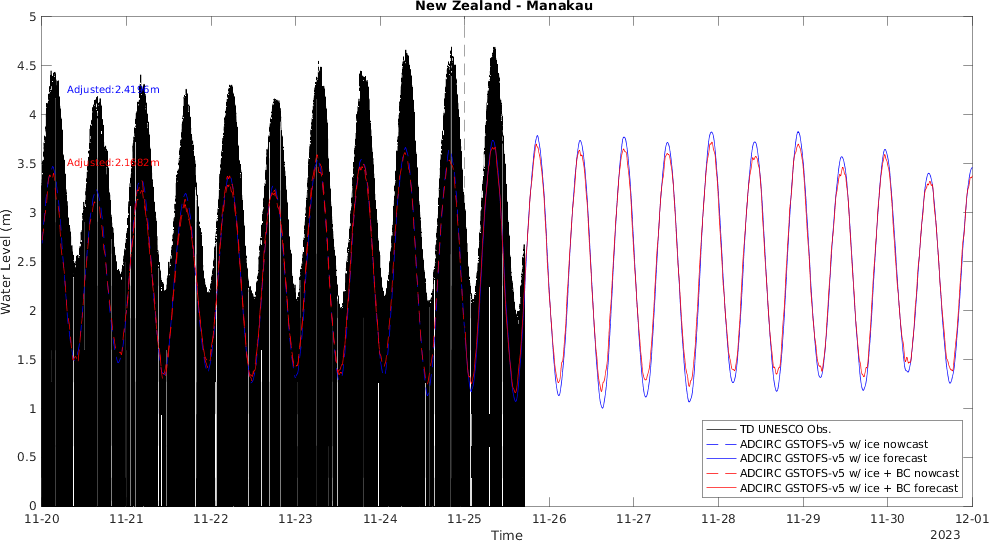 New Zealand - Manakau
5
4.5
4
3.5
3
2.5
2
1.5
1
0.5
0
Water Level (m)
Adjusted:2.4195m
TD UNESCO Obs.
ADCIRC GSTOFS-v5 w/ ice nowcast
ADCIRC GSTOFS-v5 w/ ice forecast
ADCIRC GSTOFS-v5 w/ ice + BC nowcast
ADCIRC GSTOFS-v5 w/ ice + BC forecast
11-20 11-21 11-22 11-23 11-24 11-25 11-26 11-27 11-28 11-29 11-30 12-01
Time
2023